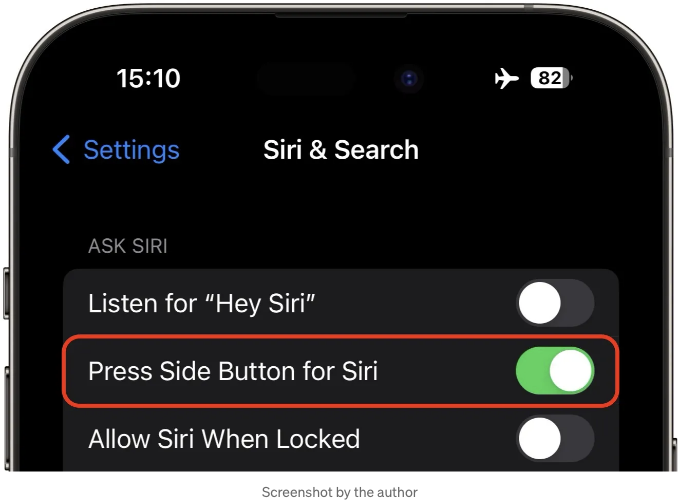 15:10
82
Settings
Siri & Search
ASK SIRI
Listen for “Hey Siri”
Press Side Button for Siri
Allow Siri When Locked
Screenshot by the author